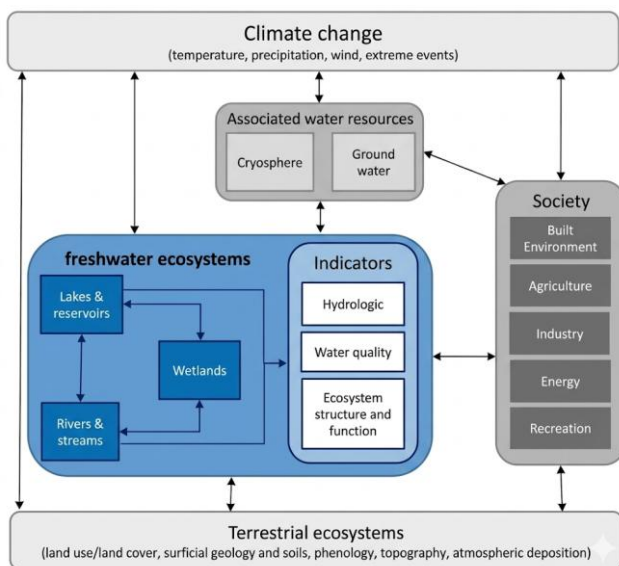 Climate change
(temperature, precipitation, wind, extreme events)
Associated water resources
Cryosphere
Ground
water
Society
Built
Environment
Agriculture
Industry
Energy
Recreation
freshwater ecosystems
Lakes &
reservoirs
Wetlands
Rivers &
streams
Indicators
Hydrologic
Water quality
Ecosystem
structure and
function
Terrestrial ecosystems
(land use/land cover, surficial geology and soils, phenology, topography, atmospheric deposition)